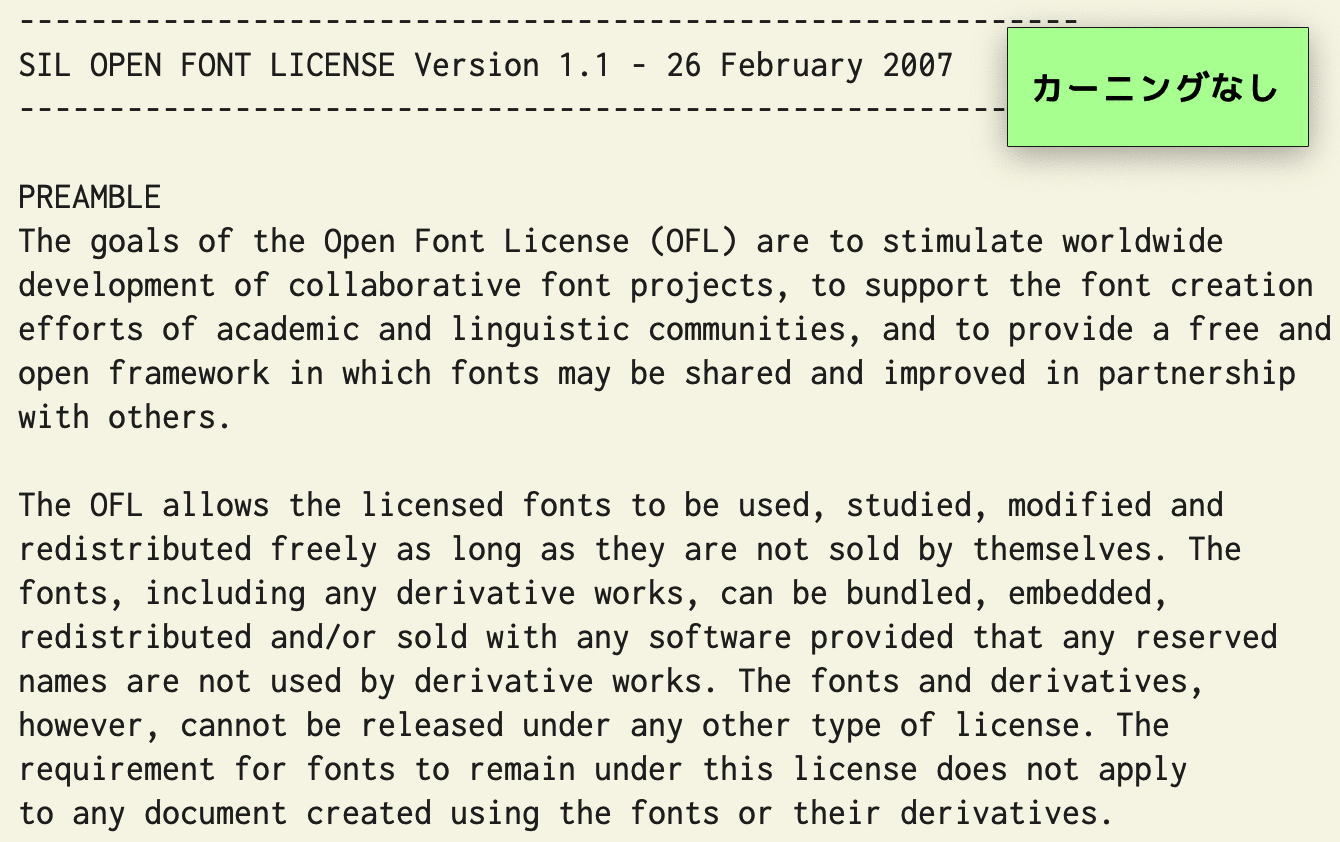 -----------------------------------------------------------
SIL OPEN FONT LICENSE Version 1.1 - 26 February 2007
-------------------------------------------------------
カーニングなし
PREAMBLE
The goals of the Open Font License (OFL) are to stimulate worldwide
development of collaborative font projects, to support the font creation
efforts of academic and linguistic communities, and to provide a free and
open framework in which fonts may be shared and improved in partnership
with others.
The OFL allows the licensed fonts to be used, studied, modified and
redistributed freely as long as they are not sold by themselves. The
fonts, including any derivative works, can be bundled, embedded,
redistributed and/or sold with any software provided that any reserved
names are not used by derivative works. The fonts and derivatives,
however, cannot be released under any other type of license. The
requirement for fonts to remain under this license does not apply
to any document created using the fonts or their derivatives.